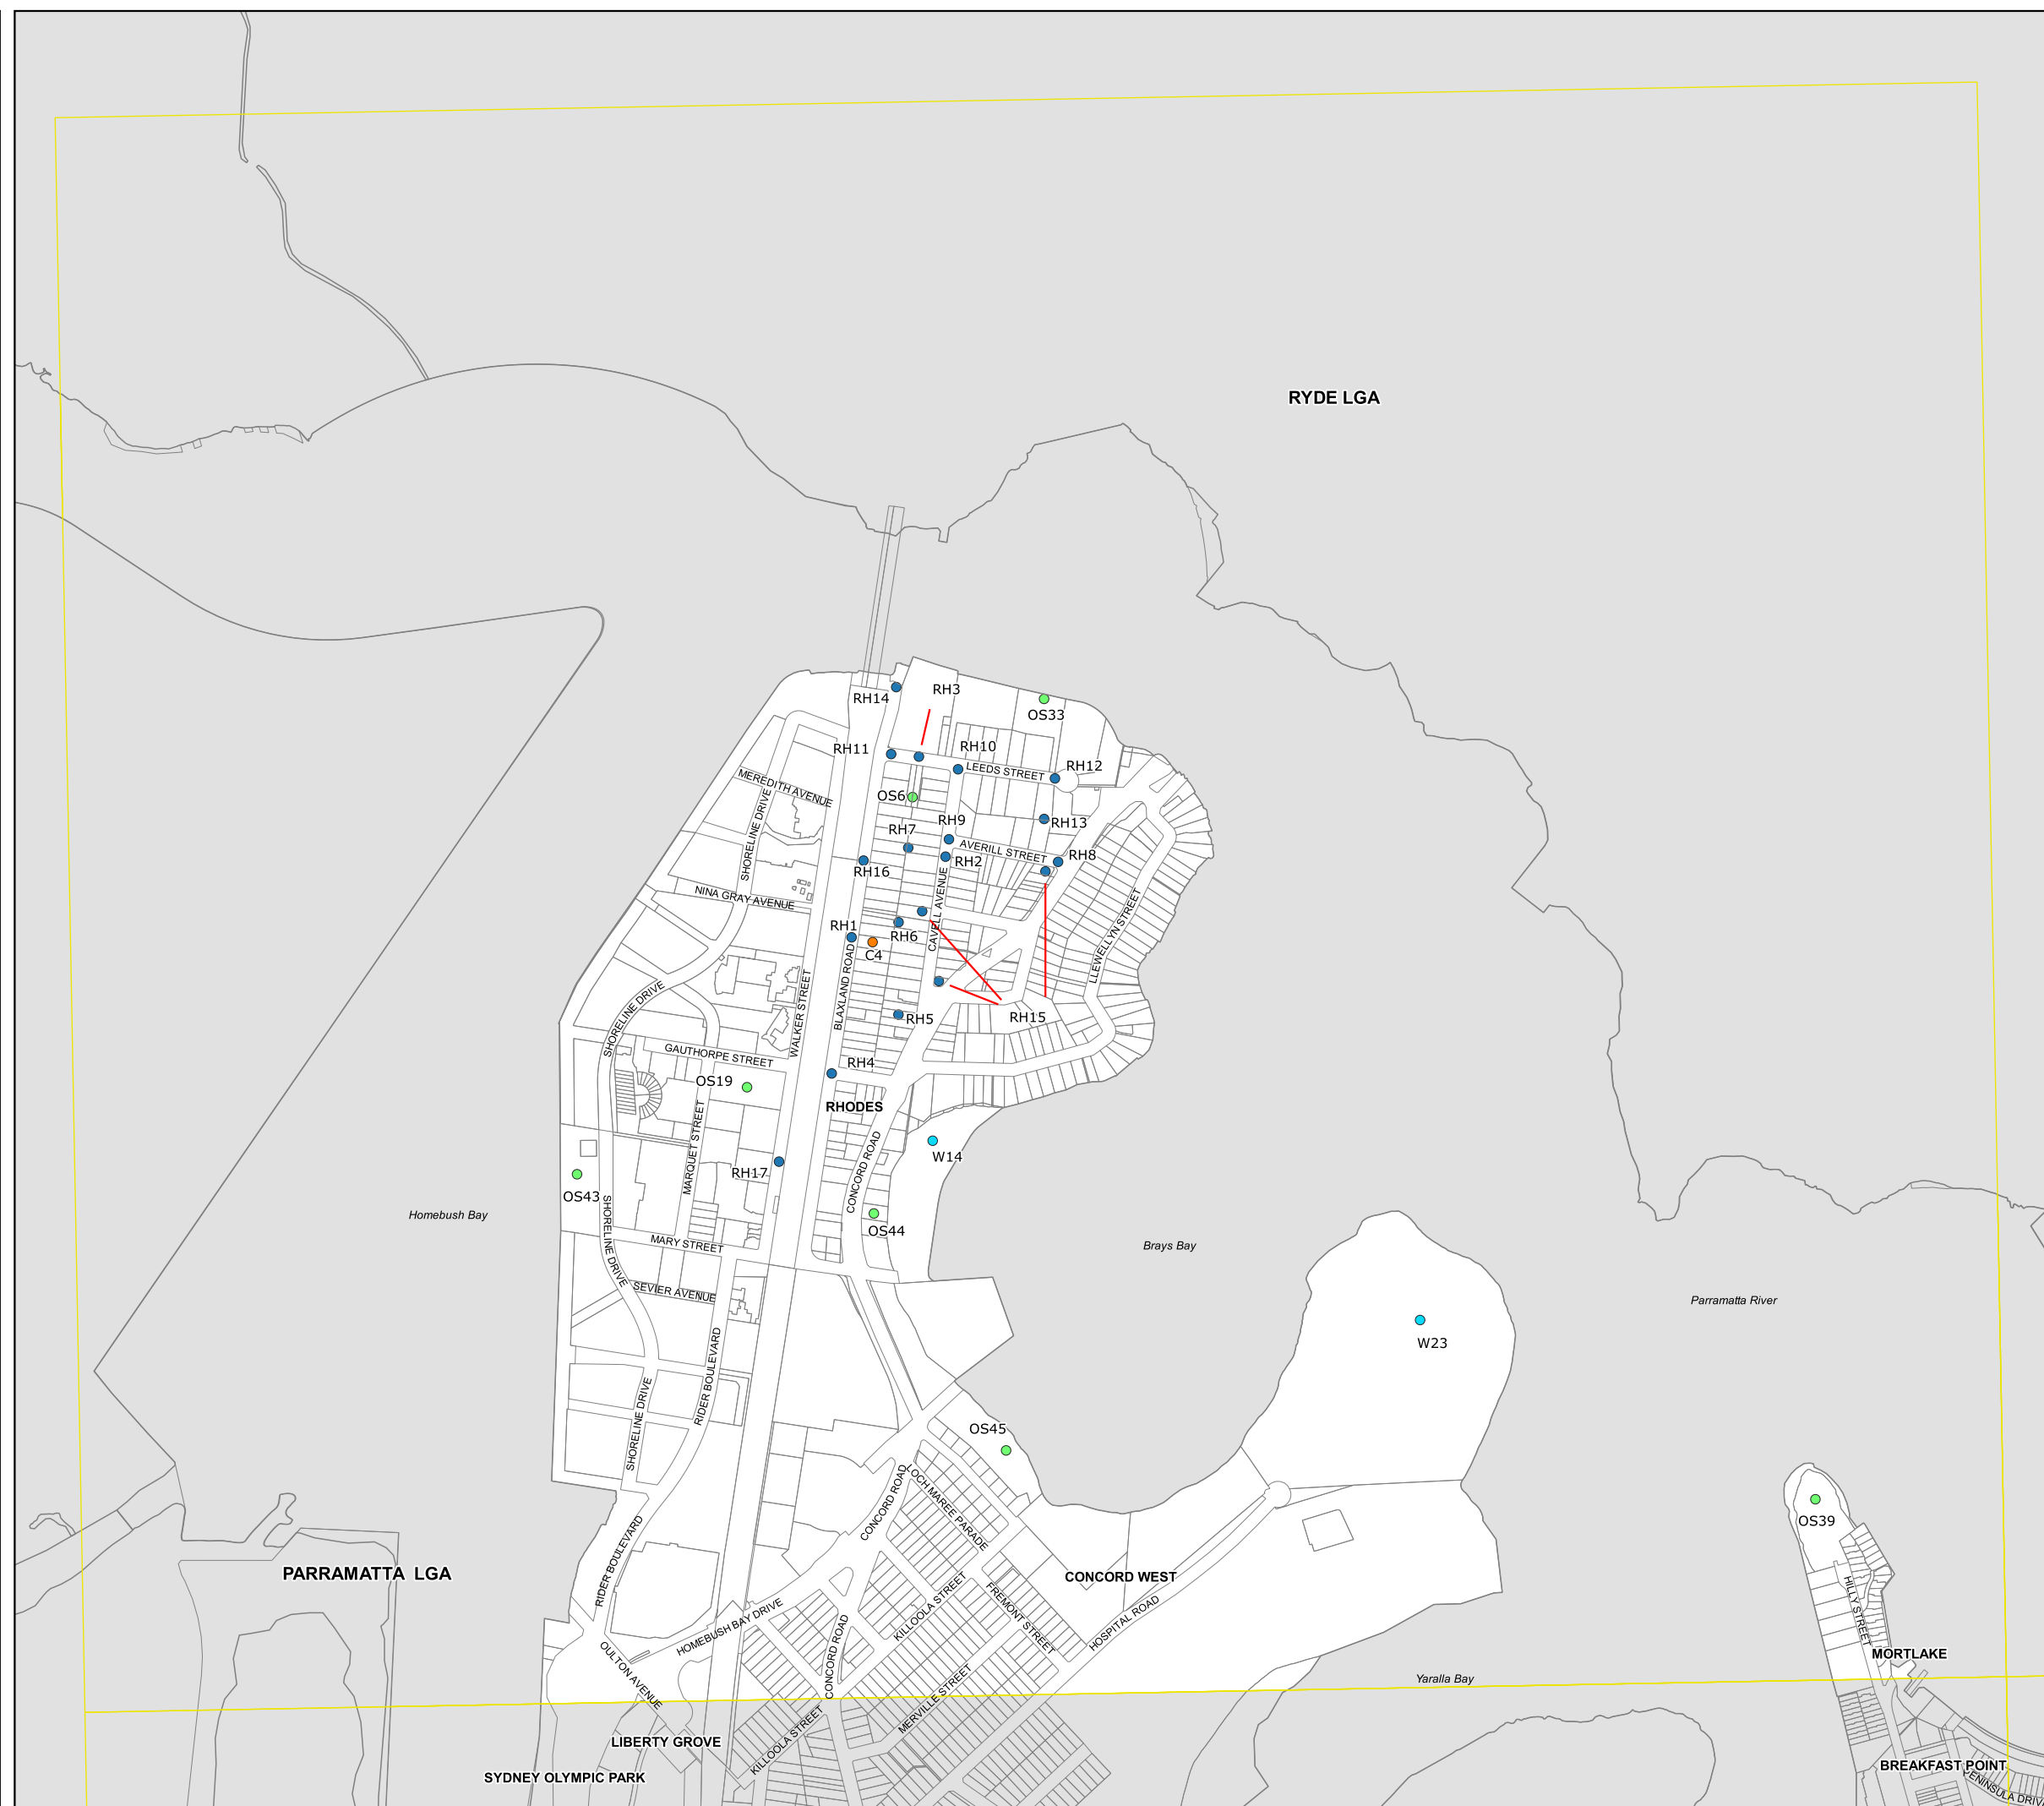 RYDE LGA
RH3
RH14
OS33
RH11
RH10
LEEDS STREET
RH12
MEREDITH AVENUE
OS6
SHORELINE DRIVE
RH9
RH13
RH7
AVERILL STREET
RH8
RH2
RH16
NINA GRAY AVENUE
CAVELL AVENUE
LLEWELLYN STREET
RH1
RH6
C4
BLAXLAND ROAD
WALKER STREET
SHORELINE DRIVE
RH5
RH15
GAUTHORPE STREET
RH4
OS19
RHODES
MARQUET STREET
CONCORD ROAD
W14
RH17
OS43
Homebush Bay
SHORELINE DRIVE
OS44
MARY STREET
Brays Bay
SEVIER AVENUE
Parramatta River
W23
RIDER BOULEVARD
SHORELINE DRIVE
OS45
CONCORD ROAD
LOCH MAREE PARADE
OS39
RIDER BOULEVARD
PARRAMATTA LGA
CONCORD WEST
KILLOOLA STREET
FREMONT STREET
HOSPITAL ROAD
HOMEBUSH BAY DRIVE
CONCORD ROAD
HILLY STREET
MORTLAKE
OULTON AVENUE
MERVILLE STREET
Yaralla Bay
KILLOOLA STREET
LIBERTY GROVE
SYDNEY OLYMPIC PARK
BREAKFAST POINT
PENINSULA DRIVE